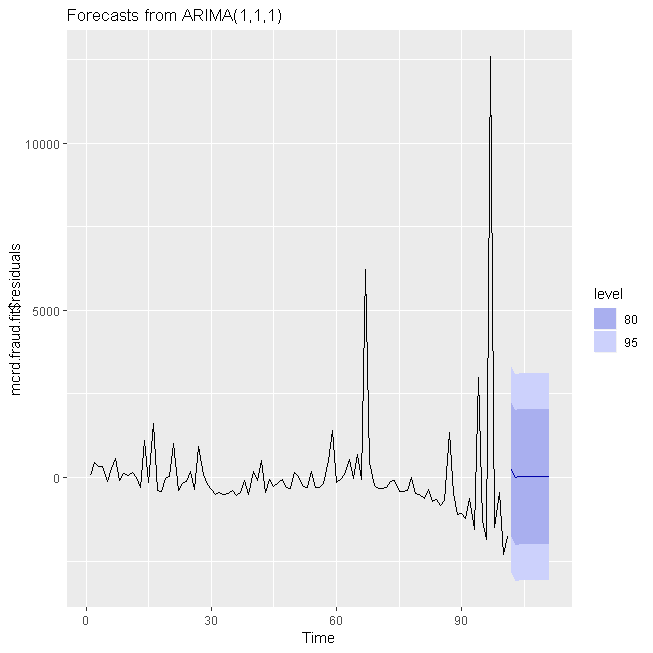 Forecasts from ARIMA(1,1,1)
10000
5000
0
mcrd.fraud.fit$residuals
0
30
60
90
Time
level
80
95